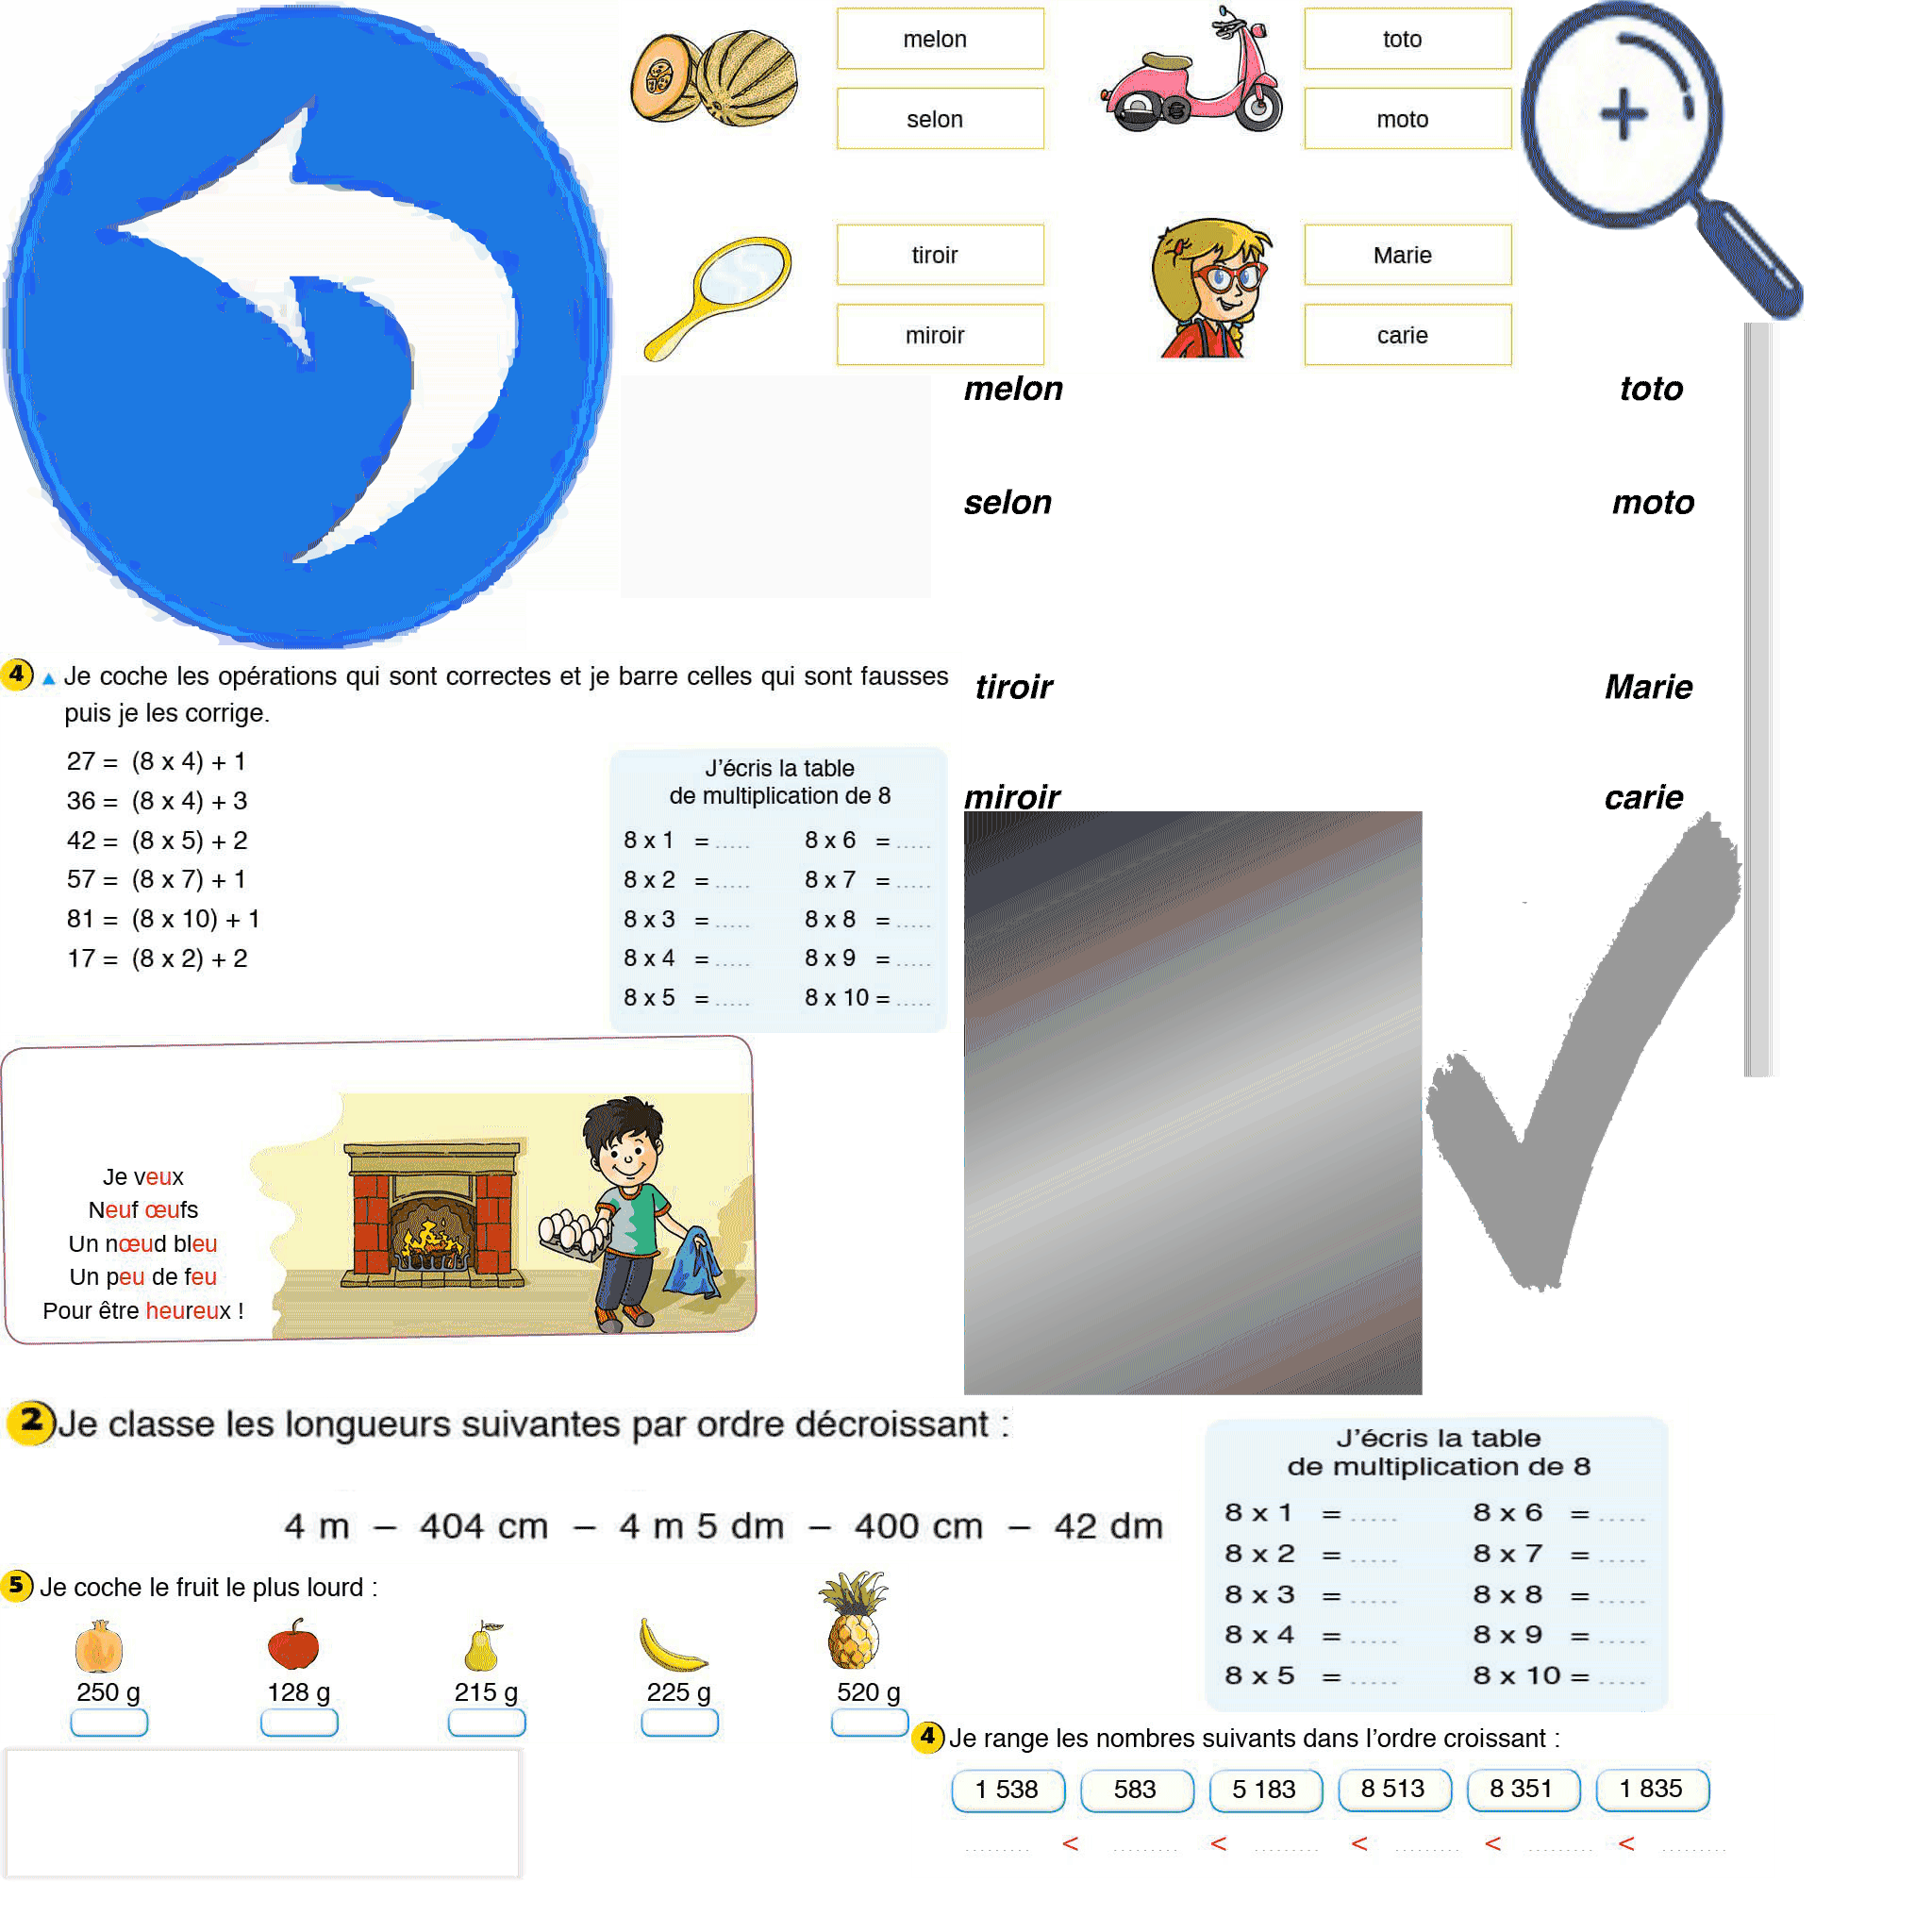 melon
selon
toto
moto
tiroir
miroir
Marie
carie
melon
toto
selon
moto
tiroir
Marie
miroir
carie
4 Je coche les opérations qui sont correctes et je barre celles qui sont fausses
puis je les corrige.
27 = (8 x 4) + 1
36 = (8 x 4) + 3
42 = (8 x 5) + 2
57 = (8 x 7) + 1
81 = (8 x 10) + 1
17 = (8 x 2) + 2
J'écris la table
de multiplication de 8
8 x 1 = ..... 8 x 6 = .....
8 x 2 = ..... 8 x 7 = .....
8 x 3 = ..... 8 x 8 = .....
8 x 4 = ..... 8 x 9 = .....
8 x 5 = ..... 8 x 10 = .....
Je veux
Neuf œufs
Un nœud bleu
Un peu de feu
Pour être heureux !
2 Je classe les longueurs suivantes par ordre décroissant :
4 m – 404 cm – 4 m 5 dm – 400 cm – 42 dm
J'écris la table
de multiplication de 8
8 x 1 = ..... 8 x 6 = .....
8 x 2 = ..... 8 x 7 = .....
8 x 3 = ..... 8 x 8 = .....
8 x 4 = ..... 8 x 9 = .....
8 x 5 = ..... 8 x 10 = .....
5 Je coche le fruit le plus lourd :
250 g 128 g 215 g 225 g 520 g
4 Je range les nombres suivants dans l'ordre croissant :
1 538 583 5 183 8 513 8 351 1 835
.......... < .......... < .......... < .......... < .......... < ..........